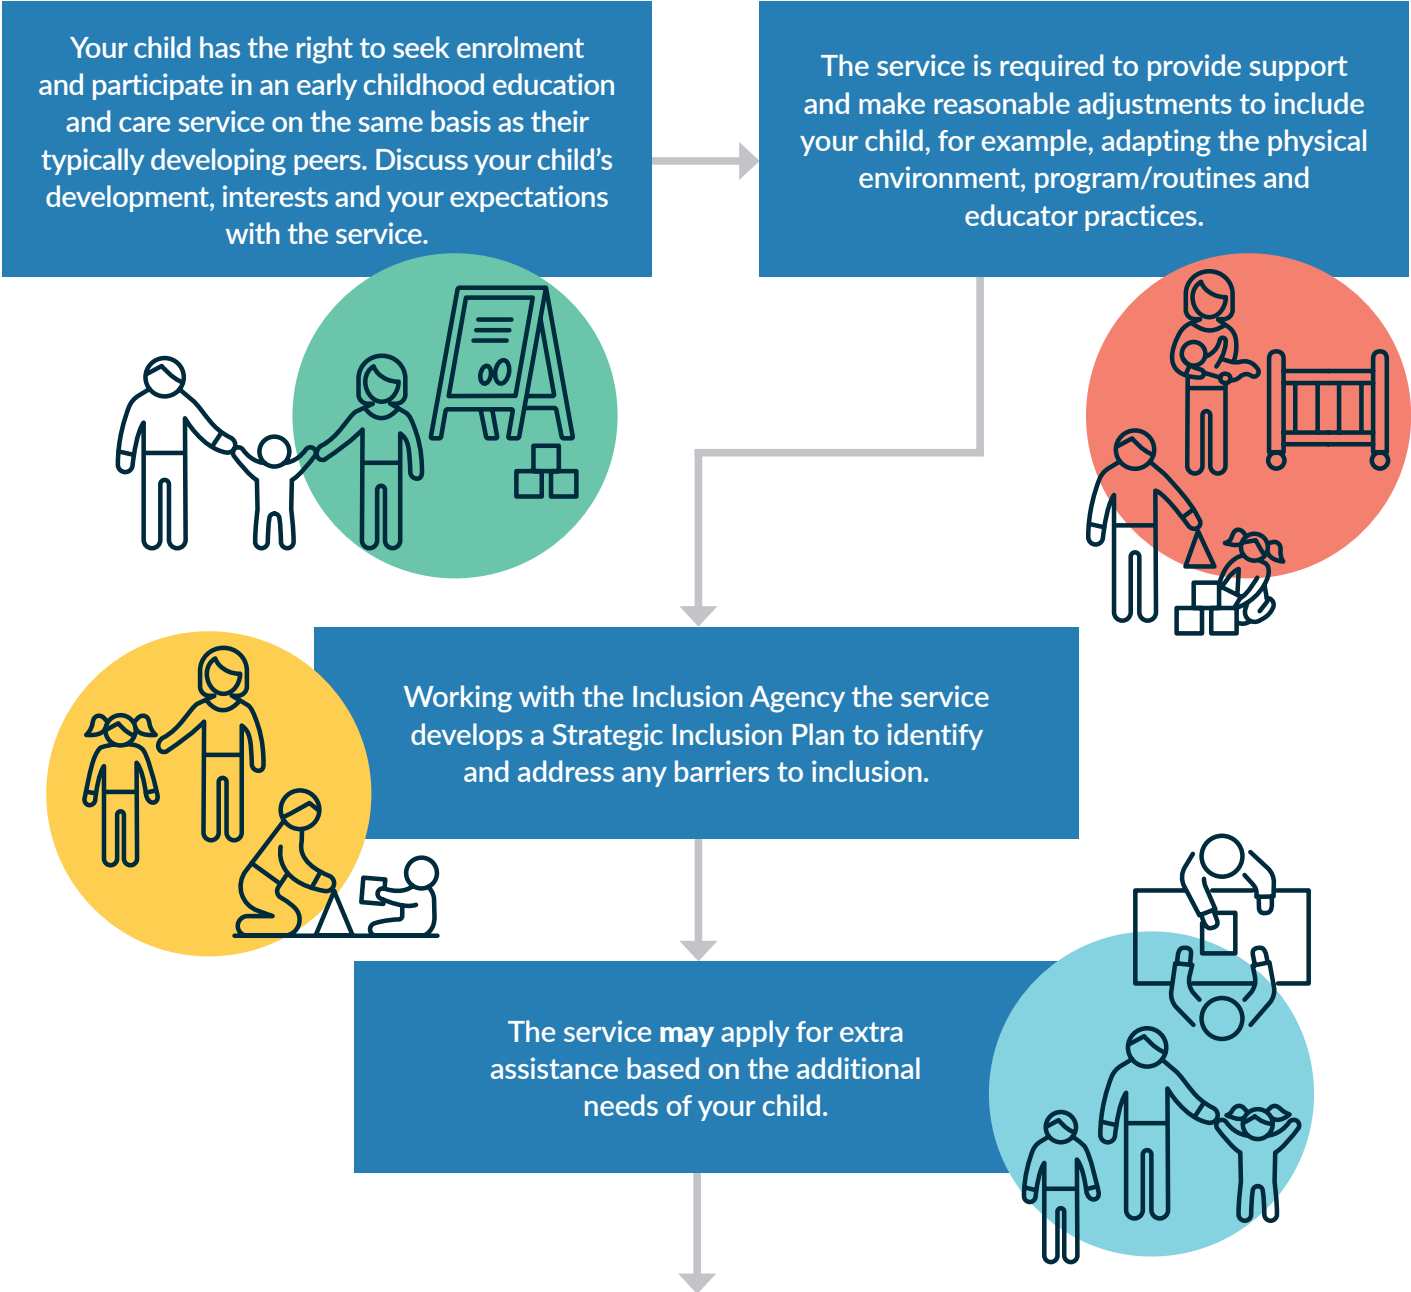 Your child has the right to seek enrolment
and participate in an early childhood education
and care service on the same basis as their
typically developing peers. Discuss your child’s
development, interests and your expectations
with the service.
The service is required to provide support
and make reasonable adjustments to include
your child, for example, adapting the physical
environment, program/routines and
educator practices.
Working with the Inclusion Agency the service
develops a Strategic Inclusion Plan to identify
and address any barriers to inclusion.
The service may apply for extra
assistance based on the additional
needs of your child.